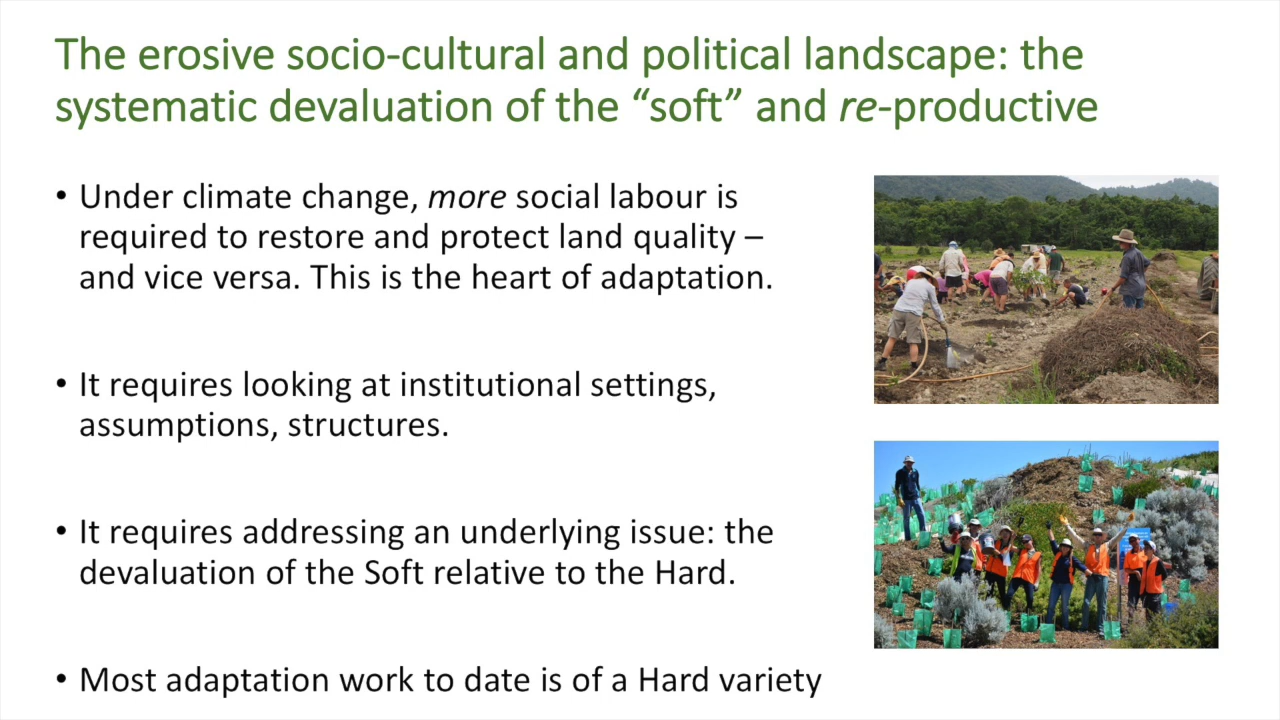 The erosive socio-cultural and political landscape: the
systematic devaluation of the “soft” and re-productive
• Under climate change, more social labour is
required to restore and protect land quality –
and vice versa. This is the heart of adaptation.
• It requires looking at institutional settings,
assumptions, structures.
• It requires addressing an underlying issue: the
devaluation of the Soft relative to the Hard.
• Most adaptation work to date is of a Hard variety